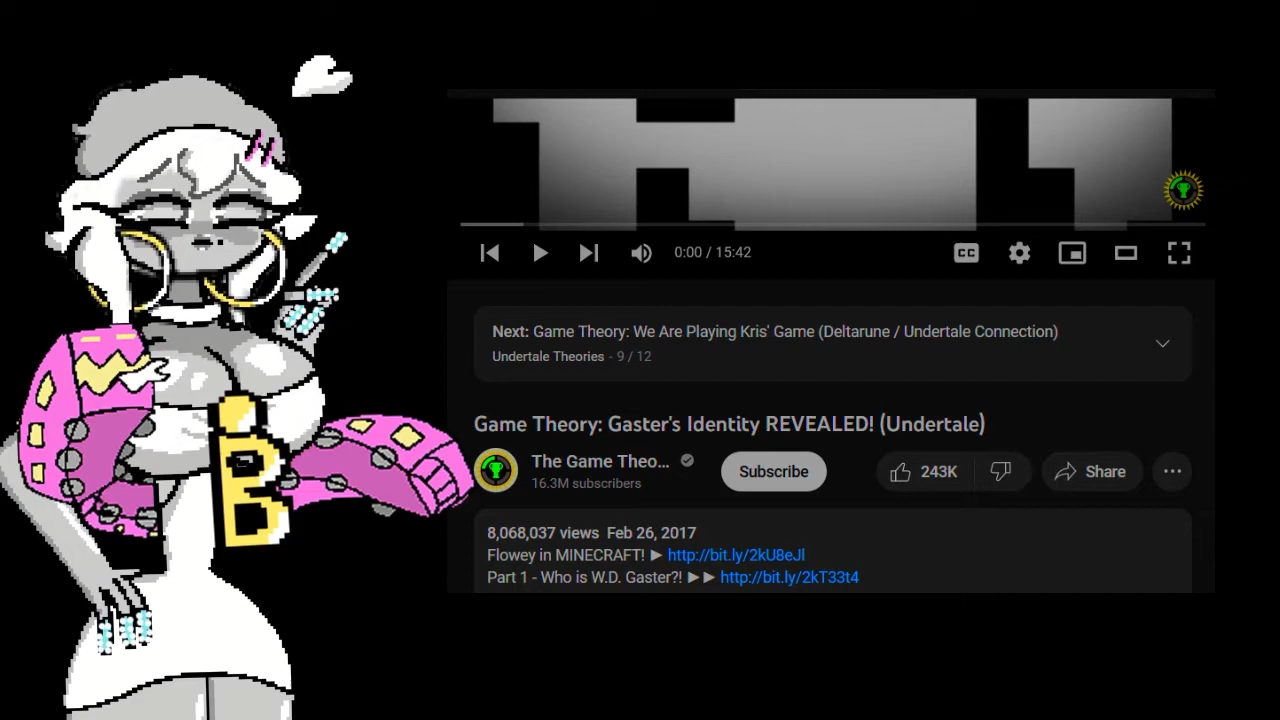 B
0:00 / 15:42
CC
Next: Game Theory: We Are Playing Kris' Game (Deltarune / Undertale Connection)
Undertale Theories - 9 / 12
Game Theory: Gaster's Identity REVEALED! (Undertale)
The Game Theo...
16.3M subscribers
Subscribe
243K
Share
8,068,037 views Feb 26, 2017
Flowey in MINECRAFT! ► http://bit.ly/2kU8eJl
Part 1 - Who is W.D. Gaster?! ►► http://bit.ly/2kT33t4